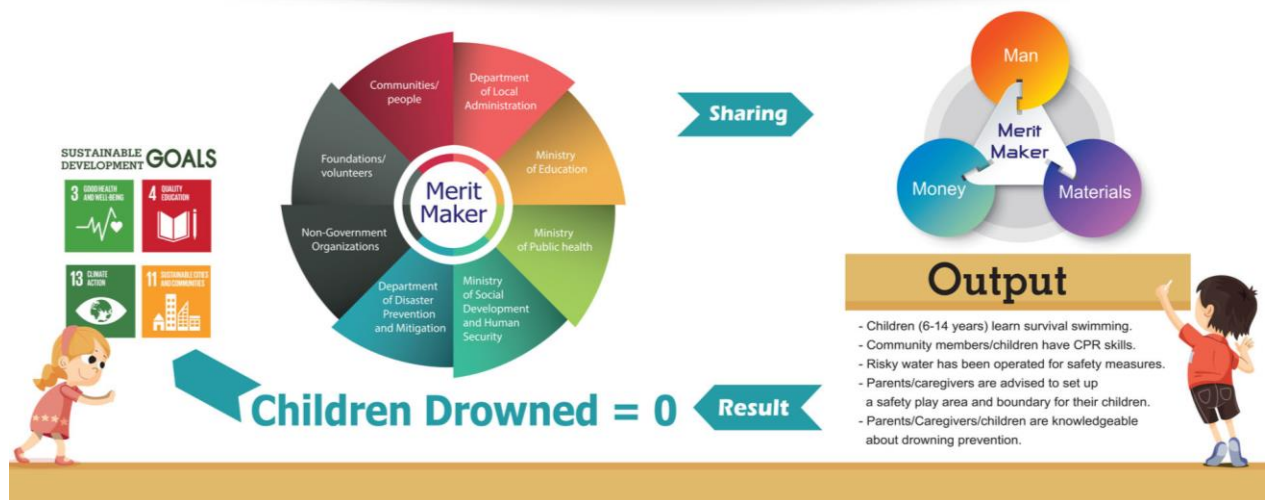 SUSTAINABLE
DEVELOPMENT GOALS
3 GOOD HEALTH
AND WELL-BEING
4 QUALITY
EDUCATION
13 CLIMATE
ACTION
11 SUSTAINABLE CITIES
AND COMMUNITIES
Communities/
people
Department
of Local
Administration
Ministry
of Education
Ministry
of Public health
Ministry
of Social
Development
and Human
Security
Department
of Disaster
Prevention
and Mitigation
Non-Government
Organizations
Foundations/
volunteers
Merit
Maker
Sharing
Man
Merit
Maker
Money
Materials
Output
- Children (6-14 years) learn survival swimming.
- Community members/children have CPR skills.
- Risky water has been operated for safety measures.
- Parents/caregivers are advised to set up
a safety play area and boundary for their children.
- Parents/Caregivers/children are knowledgeable
about drowning prevention.
Result
Children Drowned = 0